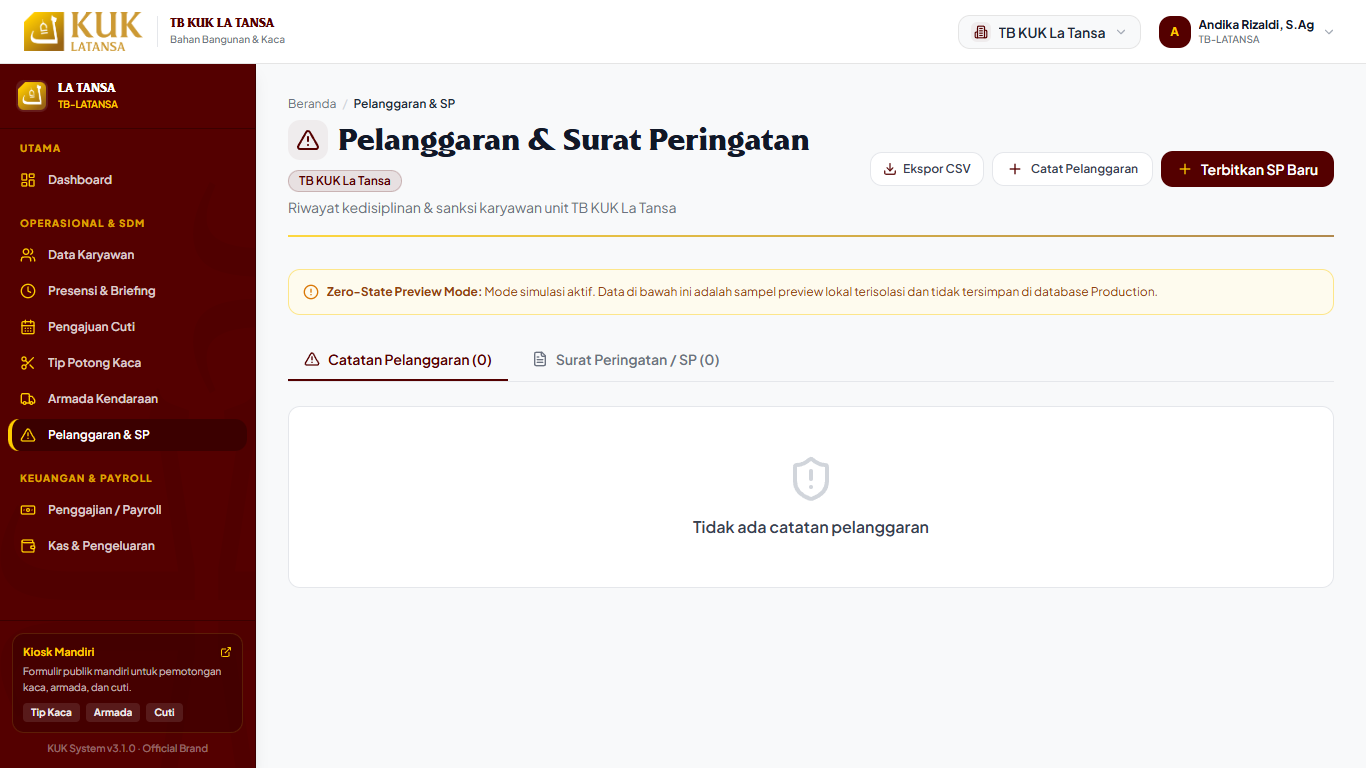 KUK
LATANSA
TB KUK LA TANSA
Bahan Bangunan & Kaca
TB KUK La Tansa
A
Andika Rizaldi, S.Ag
TB-LATANSA
LA TANSA
TB-LATANSA
UTAMA
Dashboard
OPERASIONAL & SDM
Data Karyawan
Presensi & Briefing
Pengajuan Cuti
Tip Potong Kaca
Armada Kendaraan
Pelanggaran & SP
KEUANGAN & PAYROLL
Penggajian / Payroll
Kas & Pengeluaran
Kiosk Mandiri
Formulir publik mandiri untuk pemotongan
kaca, armada, dan cuti.
Tip Kaca Armada Cuti
KUK System v3.1.0 - Official Brand
Beranda / Pelanggaran & SP
Pelanggaran & Surat Peringatan
TB KUK La Tansa
Riwayat kedisiplinan & sanksi karyawan unit TB KUK La Tansa
Ekspor CSV
Catat Pelanggaran
Terbitkan SP Baru
Zero-State Preview Mode: Mode simulasi aktif. Data di bawah ini adalah sampel preview lokal terisolasi dan tidak tersimpan di database Production.
Catatan Pelanggaran (0)
Surat Peringatan / SP (0)
Tidak ada catatan pelanggaran